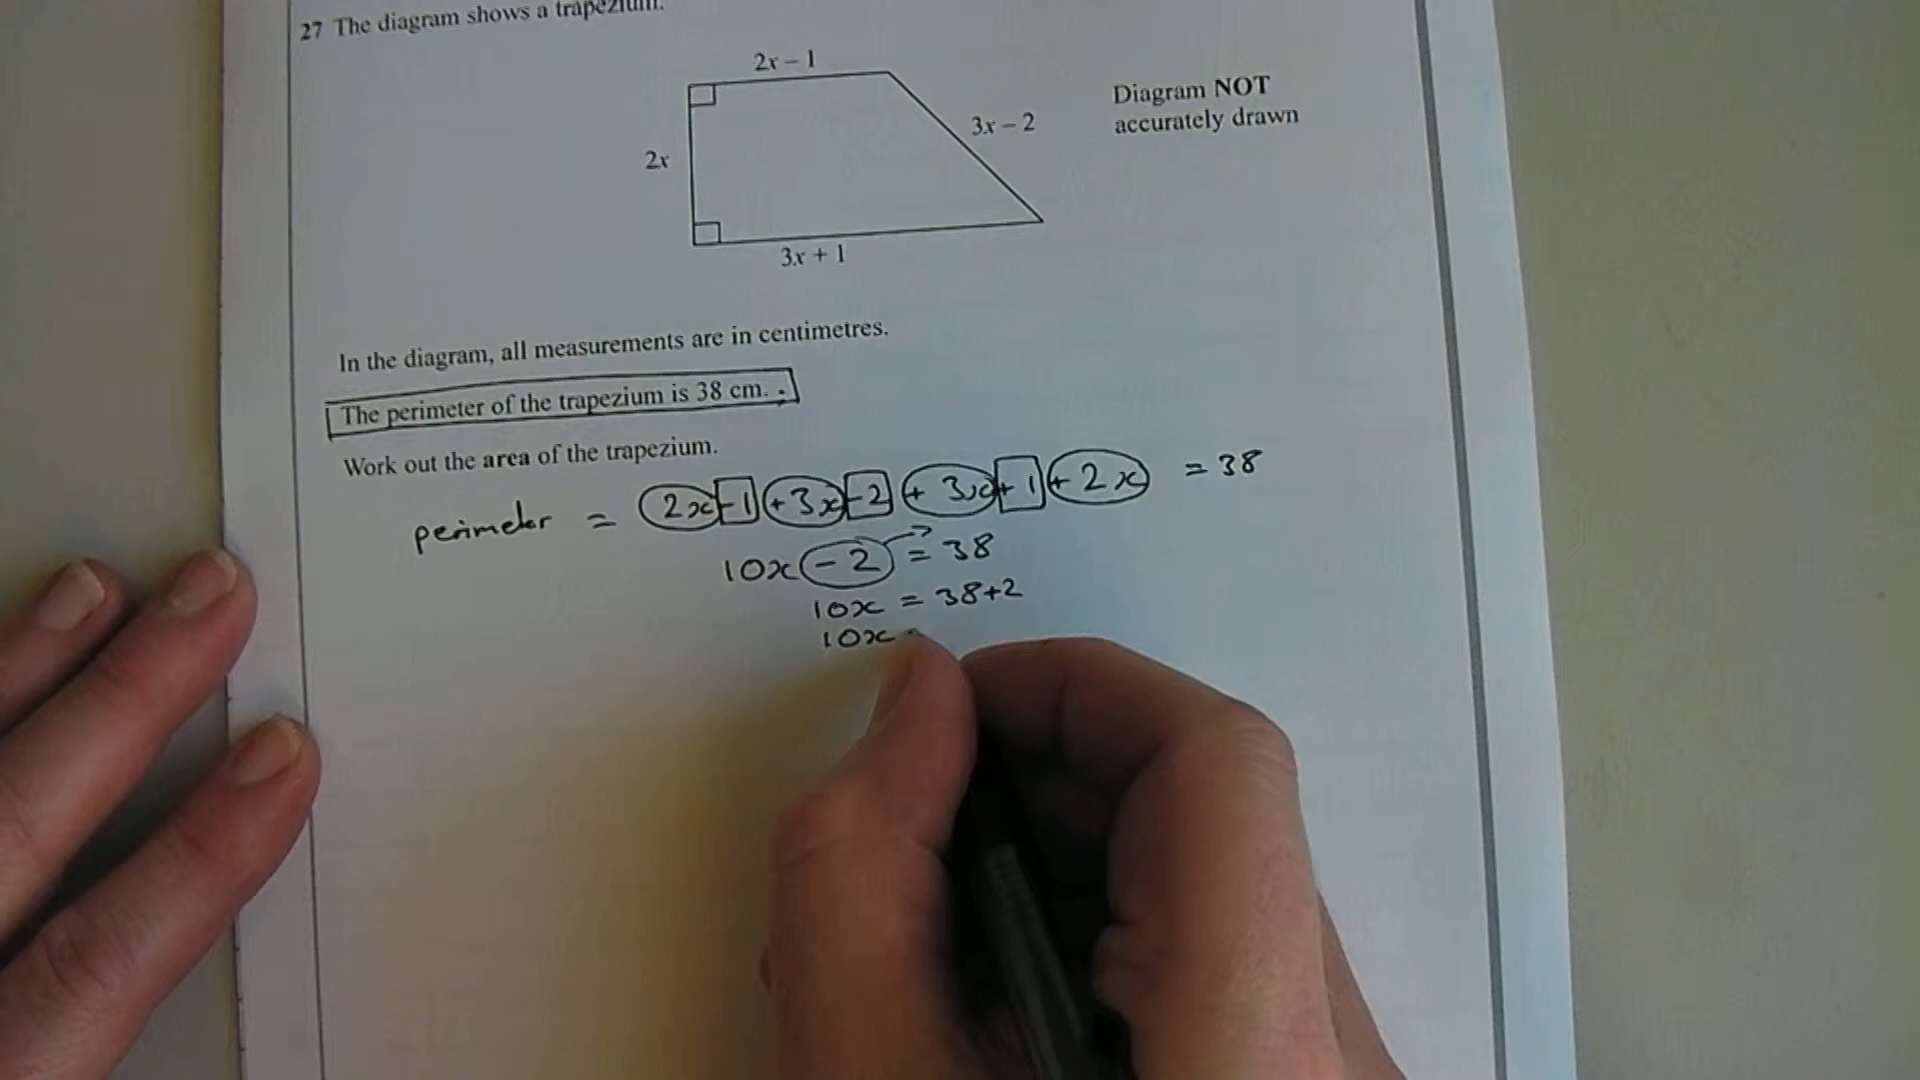 27 The diagram shows a trapezium.
2x – 1
Diagram NOT
accurately drawn
3x – 2
2x
3x + 1
In the diagram, all measurements are in centimetres.
The perimeter of the trapezium is 38 cm.
Work out the area of the trapezium.
perimeter = 2x -1 +3x -2 + 3x +1 + 2x = 38
10x - 2 = 38
10x = 38+2
10x